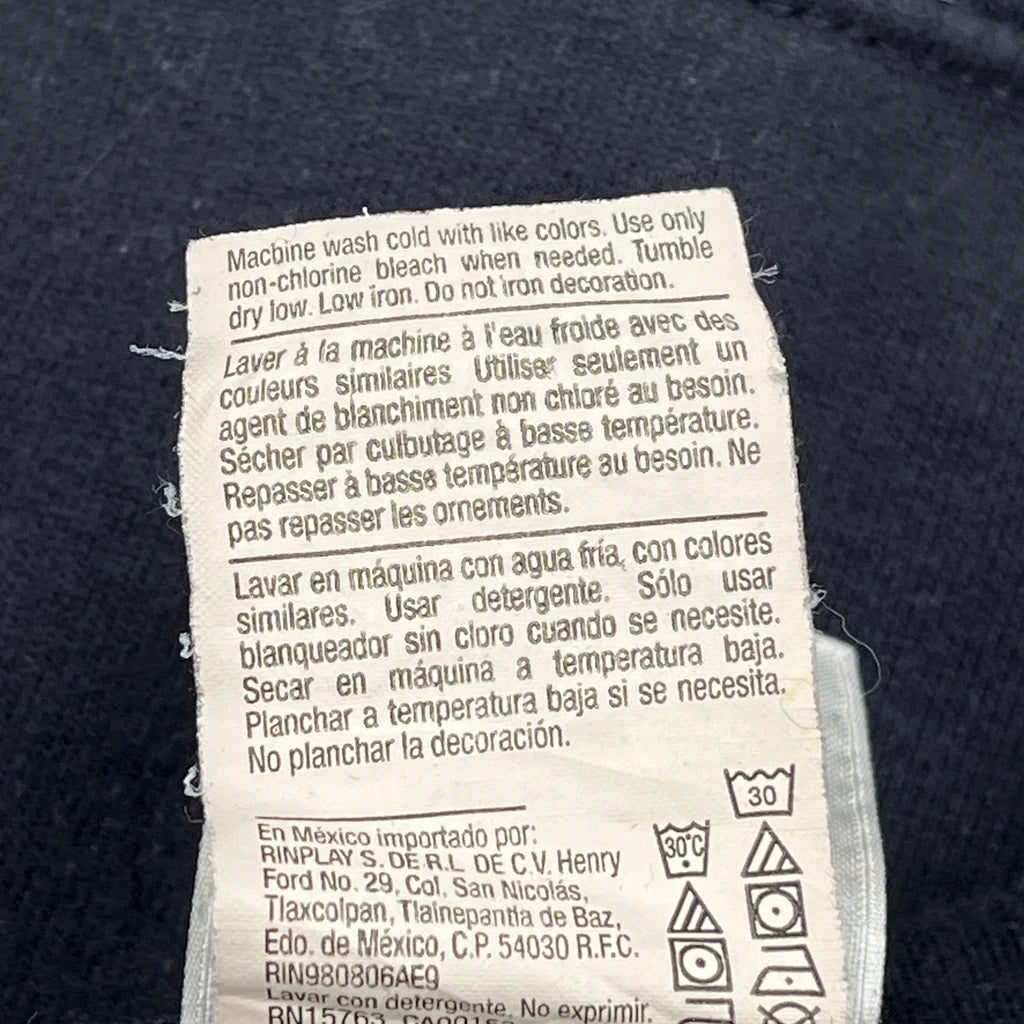 Machine wash cold with like colors. Use only
non-chlorine bleach when needed. Tumble
dry low. Low iron. Do not iron decoration.
Laver à la machine à l'eau froide avec des
couleurs similaires Utiliser seulement un
agent de blanchiment non chloré au besoin.
Sécher par culbutage à basse température.
Repasser à basse température au besoin. Ne
pas repasser les ornements.
Lavar en máquina con agua fría, con colores
similares. Usar detergente. Sólo usar
blanqueador sin cloro cuando se necesite.
Secar en máquina a temperatura baja.
Planchar a temperatura baja si se necesita.
No planchar la decoración.
30
30°C
En México importado por:
RINPLAY S. DE R.L. DE C.V. Henry
Ford No. 29, Col. San Nicolás,
Tlaxcolpan, Tlalnepantla de Baz,
Edo. de México, C.P. 54030 R.F.C.
RIN980806AE9
Lavar con detergente. No exprimir.
RN15763